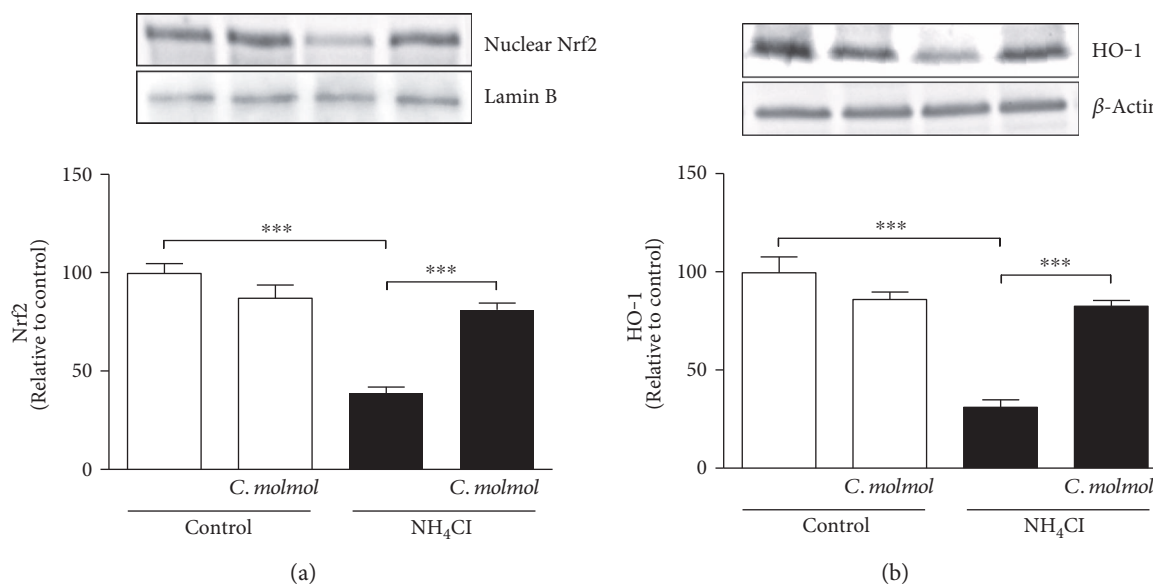 Nuclear Nrf2
Lamin B
150
100
50
0
Nrf2
(Relative to control)
***
***
C. molmol
C. molmol
Control
NH₄Cl
(a)
HO-1
β-Actin
150
100
50
0
HO-1
(Relative to control)
***
***
C. molmol
C. molmol
Control
NH₄Cl
(b)